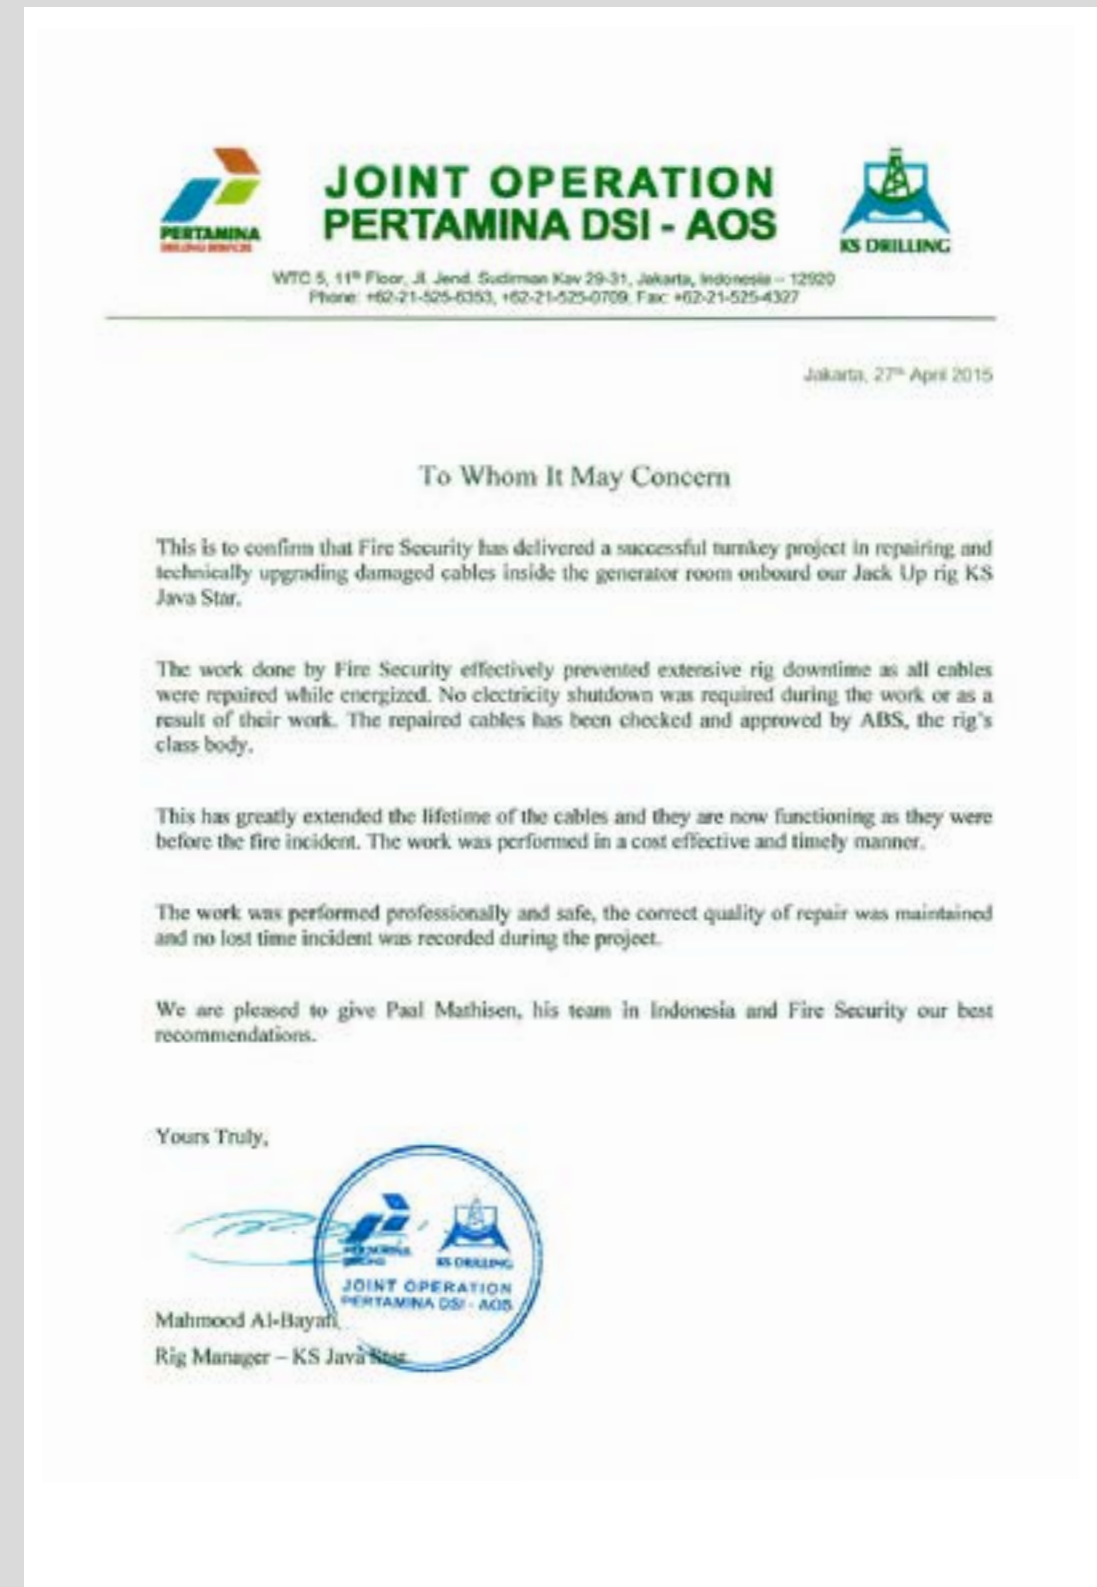 JOINT OPERATION
PERTAMINA DSI - AOS
PERTAMINA
DRILLING SERVICES
KS DRILLING
WTC 5, 11th Floor, Jl. Jend. Sudirman Kav 29-31, Jakarta, Indonesia – 12920
Phone: +62-21-525-6353, +62-21-525-0709, Fax: +62-21-525-4327
Jakarta, 27th April 2015
To Whom It May Concern
This is to confirm that Fire Security has delivered a successful turnkey project in repairing and
technically upgrading damaged cables inside the generator room onboard our Jack Up rig KS
Java Star.
The work done by Fire Security effectively prevented extensive rig downtime as all cables
were repaired while energized. No electricity shutdown was required during the work or as a
result of their work. The repaired cables has been checked and approved by ABS, the rig's
class body.
This has greatly extended the lifetime of the cables and they are now functioning as they were
before the fire incident. The work was performed in a cost effective and timely manner.
The work was performed professionally and safe, the correct quality of repair was maintained
and no lost time incident was recorded during the project.
We are pleased to give Paal Mathisen, his team in Indonesia and Fire Security our best
recommendations.
Yours Truly,
PERTAMINA
DRILLING
KS DRILLING
JOINT OPERATION
PERTAMINA DSI - AOS
Mahmood Al-Bayati
Rig Manager – KS Java Star